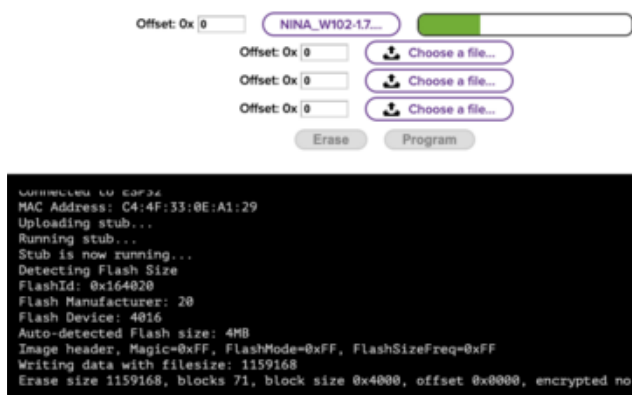 Offset: 0x 0 NINA_W102-1.7....
Offset: 0x 0 Choose a file...
Offset: 0x 0 Choose a file...
Offset: 0x 0 Choose a file...
Erase Program
Connected to ESP32
MAC Address: C4:4F:33:0E:A1:29
Uploading stub...
Running stub...
Stub is now running...
Detecting Flash Size
FlashId: 0x164020
Flash Manufacturer: 20
Flash Device: 4016
Auto-detected Flash size: 4MB
Image header, Magic=0xFF, FlashMode=0xFF, FlashSizeFreq=0xFF
Writing data with filesize: 1159168
Erase size 1159168, blocks 71, block size 0x4000, offset 0x0000, encrypted no